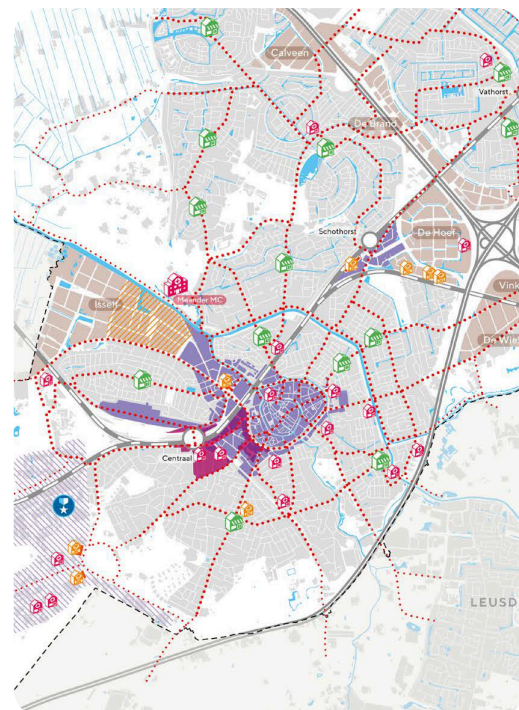 Calveen
Vathorst
De Brand
Schothorst
De Hoef
Isselt
Meander MC
Vink
De Wie
Centraal
LEUSD